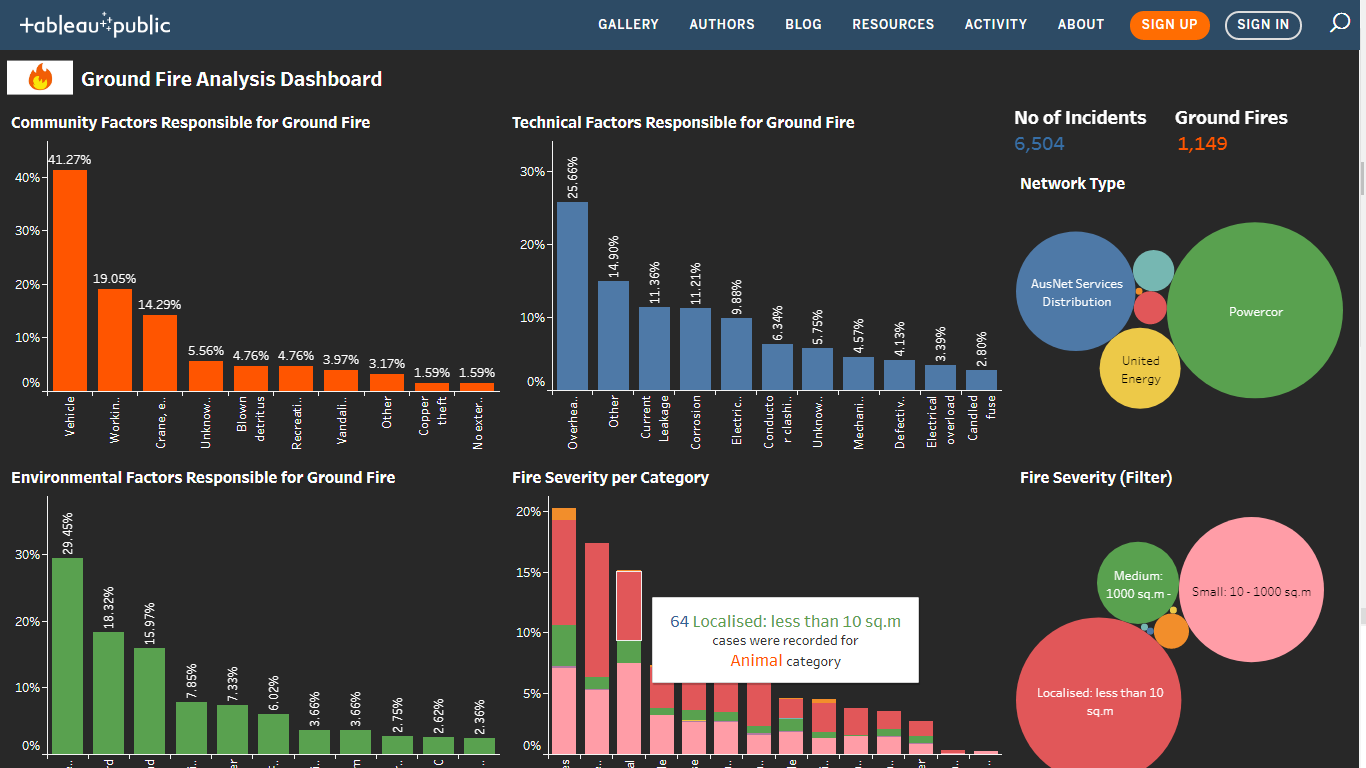 tableau public
GALLERY AUTHORS BLOG RESOURCES ACTIVITY ABOUT SIGN UP SIGN IN
Ground Fire Analysis Dashboard
Community Factors Responsible for Ground Fire
41.27%
19.05%
14.29%
5.56%
4.76%
4.76%
3.97%
3.17%
1.59%
1.59%
40%
30%
20%
10%
0%
Vehicle
Workin..
Crane, e..
Unknow..
Blown
detritus
Recreati..
Vandali..
Other
Copper
theft
No exter..
Technical Factors Responsible for Ground Fire
25.66%
14.90%
11.36%
11.21%
9.88%
6.34%
5.75%
4.57%
4.13%
3.39%
2.80%
30%
20%
10%
0%
Overhea..
Other
Current
Leakage
Corrosion
Electric..
Conducto
r clashi..
Unknow..
Mechani..
Defectiv..
Electrical
overload
Candled
fuse
No of Incidents
6,504
Ground Fires
1,149
Network Type
AusNet Services
Distribution
United
Energy
Powercor
Environmental Factors Responsible for Ground Fire
29.45%
18.32%
15.97%
7.85%
7.33%
6.02%
3.66%
3.66%
2.75%
2.62%
2.36%
30%
20%
10%
0%
Fire Severity per Category
20%
15%
10%
5%
0%
64 Localised: less than 10 sq.m
cases were recorded for
Animal category
Fire Severity (Filter)
Medium:
1000 sq.m -
Small: 10 - 1000 sq.m
Localised: less than 10
sq.m